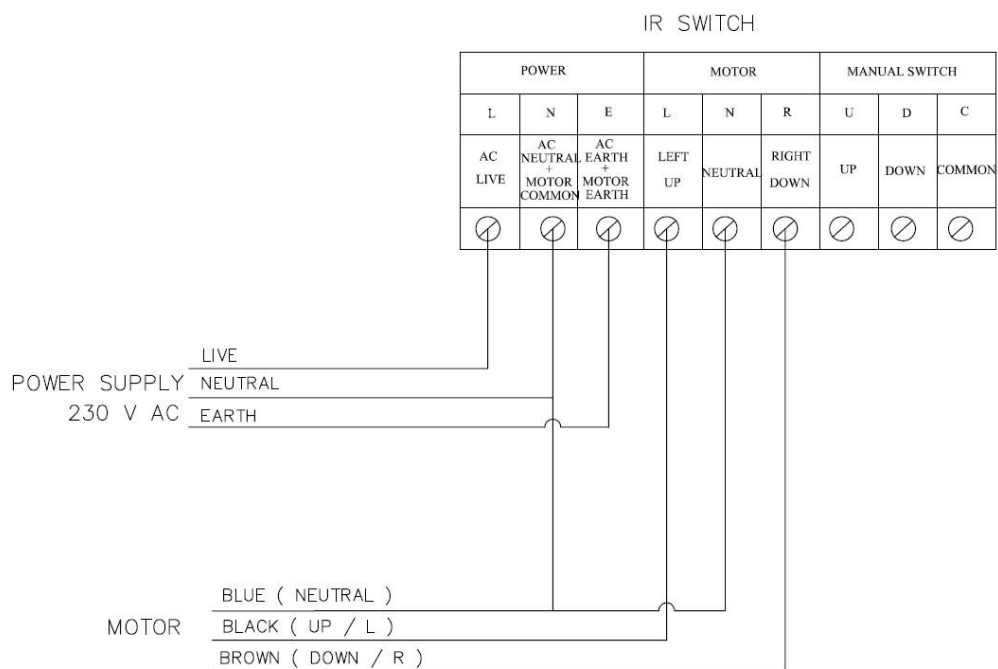 IR SWITCH
POWER MOTOR MANUAL SWITCH
L N E L N R U D C
AC LIVE
AC NEUTRAL + MOTOR COMMON
AC EARTH + MOTOR EARTH
LEFT UP
NEUTRAL
RIGHT DOWN
UP
DOWN
COMMON
POWER SUPPLY
230 V AC
LIVE
NEUTRAL
EARTH
MOTOR
BLUE ( NEUTRAL )
BLACK ( UP / L )
BROWN ( DOWN / R )